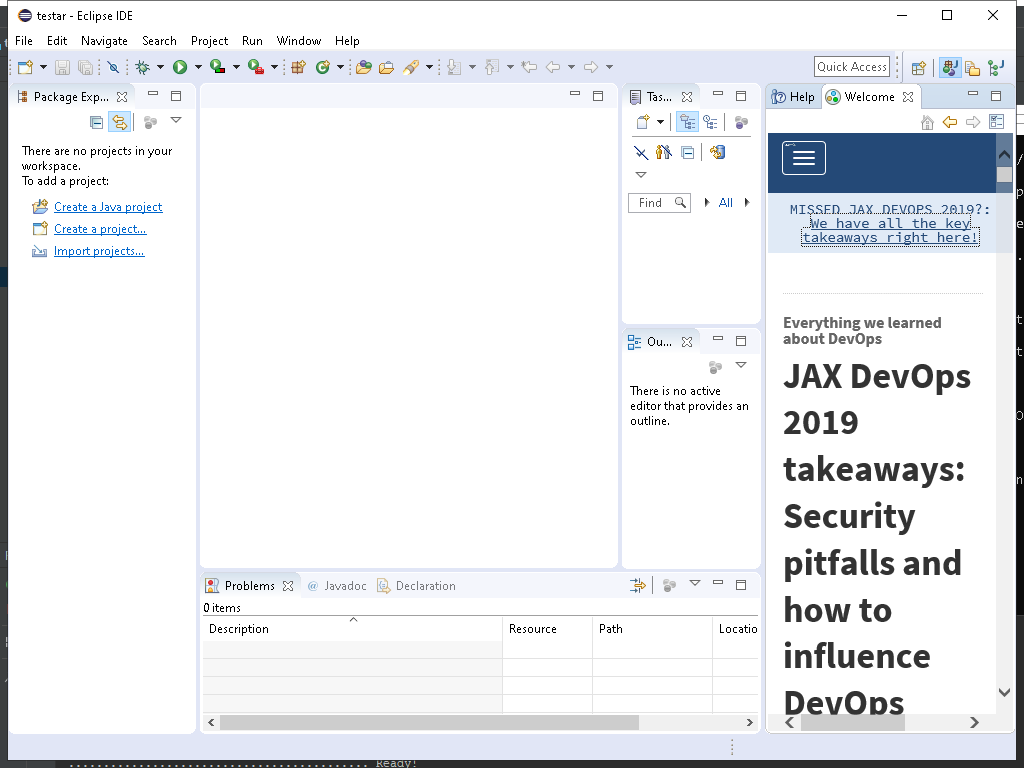 testar - Eclipse IDE
File Edit Navigate Search Project Run Window Help
Quick Access
Package Exp...
There are no projects in your
workspace.
To add a project:
Create a Java project
Create a project...
Import projects...
Tas...
Find
All
Ou...
There is no active
editor that provides an
outline.
Help Welcome
MISSED JAX DEVOPS 2019?:
We have all the key
takeaways right here!
Everything we learned
about DevOps
JAX DevOps
2019
takeaways:
Security
pitfalls and
how to
influence
DevOps
Problems @ Javadoc Declaration
0 items
Description Resource Path Locatio
Ready!